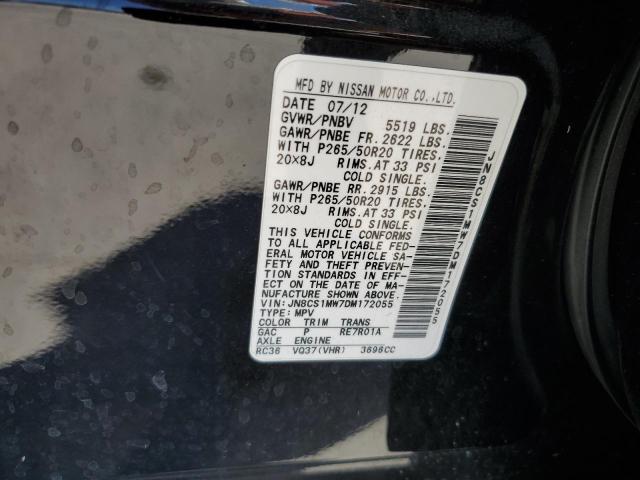 MFD BY NISSAN MOTOR CO.,LTD.
DATE 07/12
GVWR/PNBV 5519 LBS.
GAWR/PNBE FR. 2622 LBS.
WITH P265/50R20 TIRES,
20×8J RIMS.AT 33 PSI
COLD SINGLE.
GAWR/PNBE RR. 2915 LBS.
WITH P265/50R20 TIRES,
20×8J RIMS.AT 33 PSI
COLD SINGLE.
THIS VEHICLE CONFORMS
TO ALL APPLICABLE FED-
ERAL MOTOR VEHICLE SA-
FETY AND THEFT PREVEN-
TION STANDARDS IN EFF-
ECT ON THE DATE OF MA-
NUFACTURE SHOWN ABOVE.
VIN: JN8CS1MW7DM172055
TYPE: MPV
COLOR TRIM TRANS
GAC P RE7R01A
AXLE ENGINE
RC36 VQ37(VHR) 3696CC
JN8CS1MW7DM172055